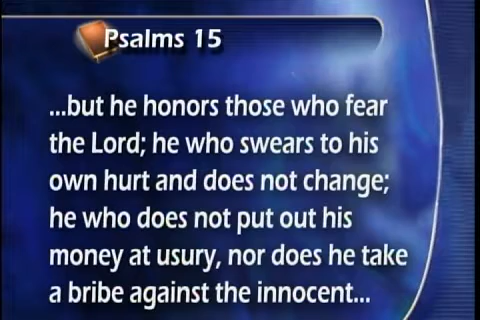 Psalms 15
...but he honors those who fear
the Lord; he who swears to his
own hurt and does not change;
he who does not put out his
money at usury, nor does he take
a bribe against the innocent...